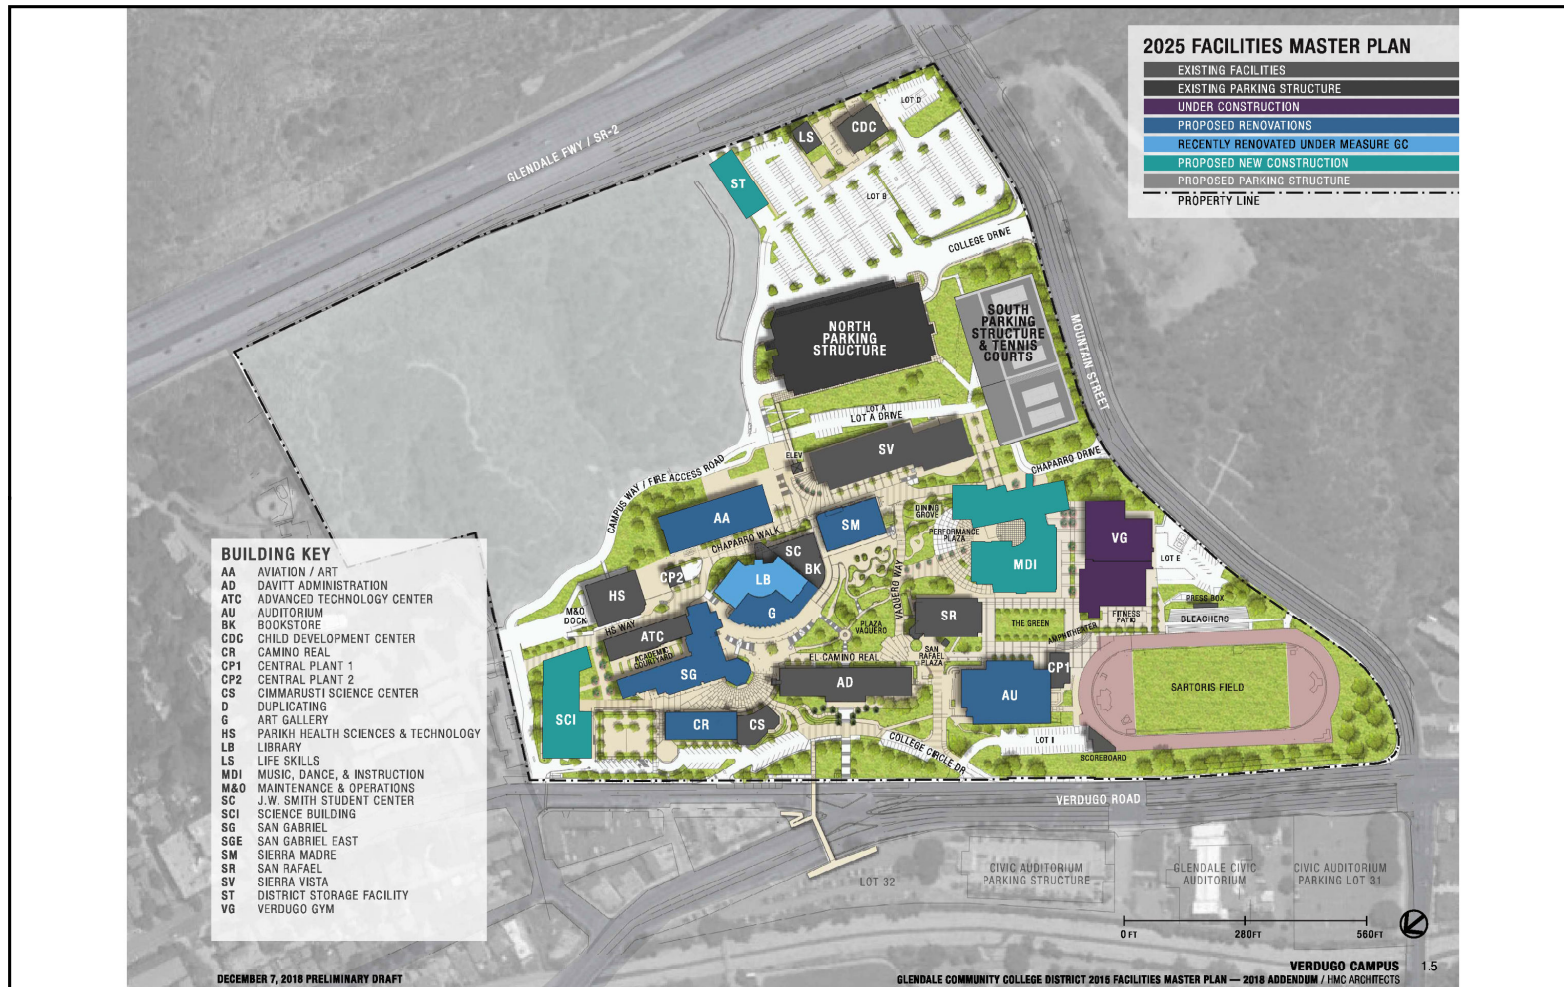 2025 FACILITIES MASTER PLAN
EXISTING FACILITIES
EXISTING PARKING STRUCTURE
UNDER CONSTRUCTION
PROPOSED RENOVATIONS
RECENTLY RENOVATED UNDER MEASURE GC
PROPOSED NEW CONSTRUCTION
PROPOSED PARKING STRUCTURE
PROPERTY LINE
GLENDALE FWY / SR-2
LOT D
LS
CDC
ST
LOT B
COLLEGE DRIVE
NORTH
PARKING
STRUCTURE
SOUTH
PARKING
STRUCTURE
& TENNIS
COURTS
MOUNTAIN STREET
LOT A
LOT A DRIVE
SV
ELEV
CHAPARRO DRIVE
CAMPUS WAY / FIRE ACCESS ROAD
AA
CHAPARRO WALK
SM
DINING
GROVE
PERFORMANCE
PLAZA
MDI
VG
LOT E
SC
BK
LB
G
CP2
HS
M&O
DOCK
HS WAY
ATC
ACADEMIC
COURTYARD
SG
PLAZA
VAQUERO
VAQUERO WAY
SR
THE GREEN
FITNESS
PATIO
PRESS BOX
BLEACHERS
AMPHITHEATER
SAN
RAFAEL
PLAZA
EL CAMINO REAL
AD
AU
CP1
SARTORIS FIELD
SCI
CR
CS
COLLEGE CIRCLE DR
LOT 1
SCOREBOARD
VERDUGO ROAD
LOT 32
CIVIC AUDITORIUM
PARKING STRUCTURE
GLENDALE CIVIC
AUDITORIUM
CIVIC AUDITORIUM
PARKING LOT 31
0 FT 280FT 560FT
BUILDING KEY
AA AVIATION / ART
AD DAVITT ADMINISTRATION
ATC ADVANCED TECHNOLOGY CENTER
AU AUDITORIUM
BK BOOKSTORE
CDC CHILD DEVELOPMENT CENTER
CR CAMINO REAL
CP1 CENTRAL PLANT 1
CP2 CENTRAL PLANT 2
CS CIMMARUSTI SCIENCE CENTER
D DUPLICATING
G ART GALLERY
HS PARIKH HEALTH SCIENCES & TECHNOLOGY
LB LIBRARY
LS LIFE SKILLS
MDI MUSIC, DANCE, & INSTRUCTION
M&O MAINTENANCE & OPERATIONS
SC J.W. SMITH STUDENT CENTER
SCI SCIENCE BUILDING
SG SAN GABRIEL
SGE SAN GABRIEL EAST
SM SIERRA MADRE
SR SAN RAFAEL
SV SIERRA VISTA
ST DISTRICT STORAGE FACILITY
VG VERDUGO GYM
DECEMBER 7, 2018 PRELIMINARY DRAFT
VERDUGO CAMPUS 1.5
GLENDALE COMMUNITY COLLEGE DISTRICT 2015 FACILITIES MASTER PLAN — 2018 ADDENDUM / HMC ARCHITECTS